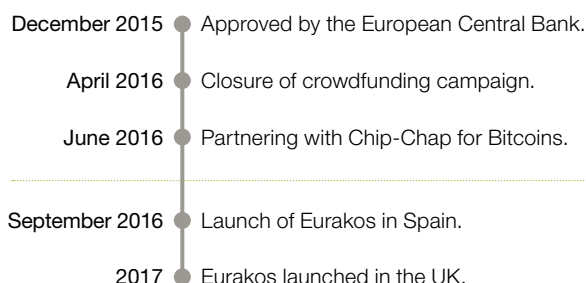 December 2015 Approved by the European Central Bank.
April 2016 Closure of crowdfunding campaign.
June 2016 Partnering with Chip-Chap for Bitcoins.
September 2016 Launch of Eurakos in Spain.
2017 Eurakos launched in the UK.